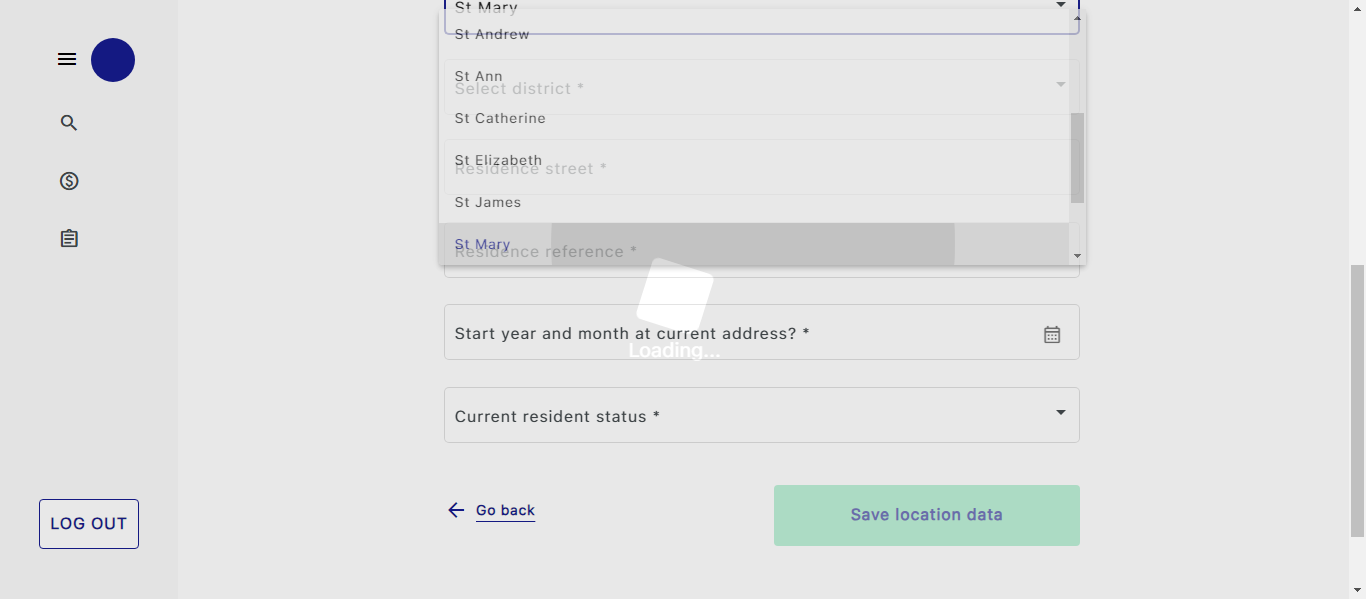 St Mary
St Andrew
St Ann
Select district *
St Catherine
St Elizabeth
Residence street *
St James
St Mary
Residence reference *
Start year and month at current address? *
Loading...
Current resident status *
Go back
Save location data
LOG OUT